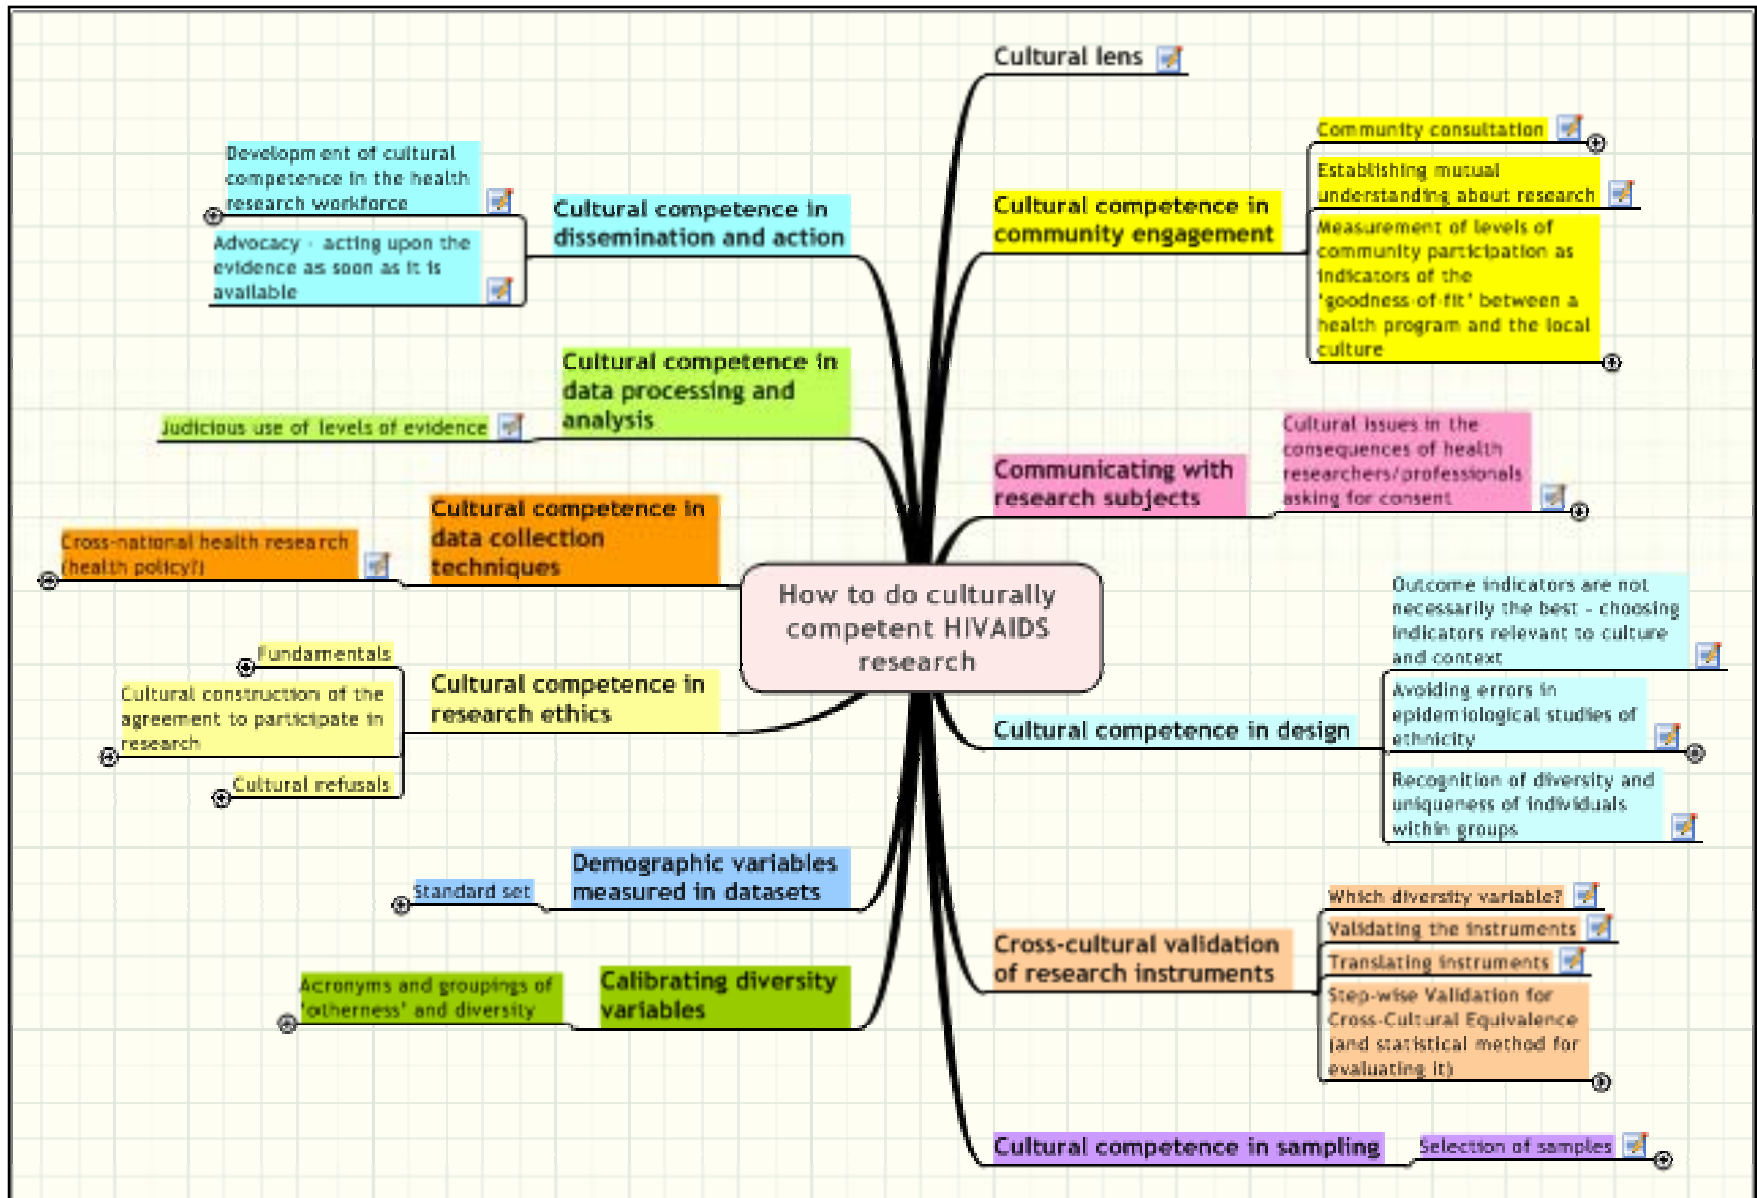 How to do culturally
competent HIVAIDS
research
Cultural lens
Cultural competence in
community engagement
Community consultation
Establishing mutual
understanding about research
Measurement of levels of
community participation as
indicators of the
'goodness-of-fit' between a
health program and the local
culture
Communicating with
research subjects
Cultural issues in the
consequences of health
researchers/professionals
asking for consent
Cultural competence in design
Outcome indicators are not
necessarily the best - choosing
indicators relevant to culture
and context
Avoiding errors in
epidemiological studies of
ethnicity
Recognition of diversity and
uniqueness of individuals
within groups
Cross-cultural validation
of research instruments
Which diversity variable?
Validating the instruments
Translating instruments
Step-wise Validation for
Cross-Cultural Equivalence
(and statistical method for
evaluating it)
Cultural competence in sampling
Selection of samples
Cultural competence in
dissemination and action
Development of cultural
competence in the health
research workforce
Advocacy - acting upon the
evidence as soon as it is
available
Cultural competence in
data processing and
analysis
Judicious use of levels of evidence
Cultural competence in
data collection
techniques
Cross-national health research
(health policy?)
Cultural competence in
research ethics
Fundamentals
Cultural construction of the
agreement to participate in
research
Cultural refusals
Demographic variables
measured in datasets
Standard set
Calibrating diversity
variables
Acronyms and groupings of
'otherness' and diversity